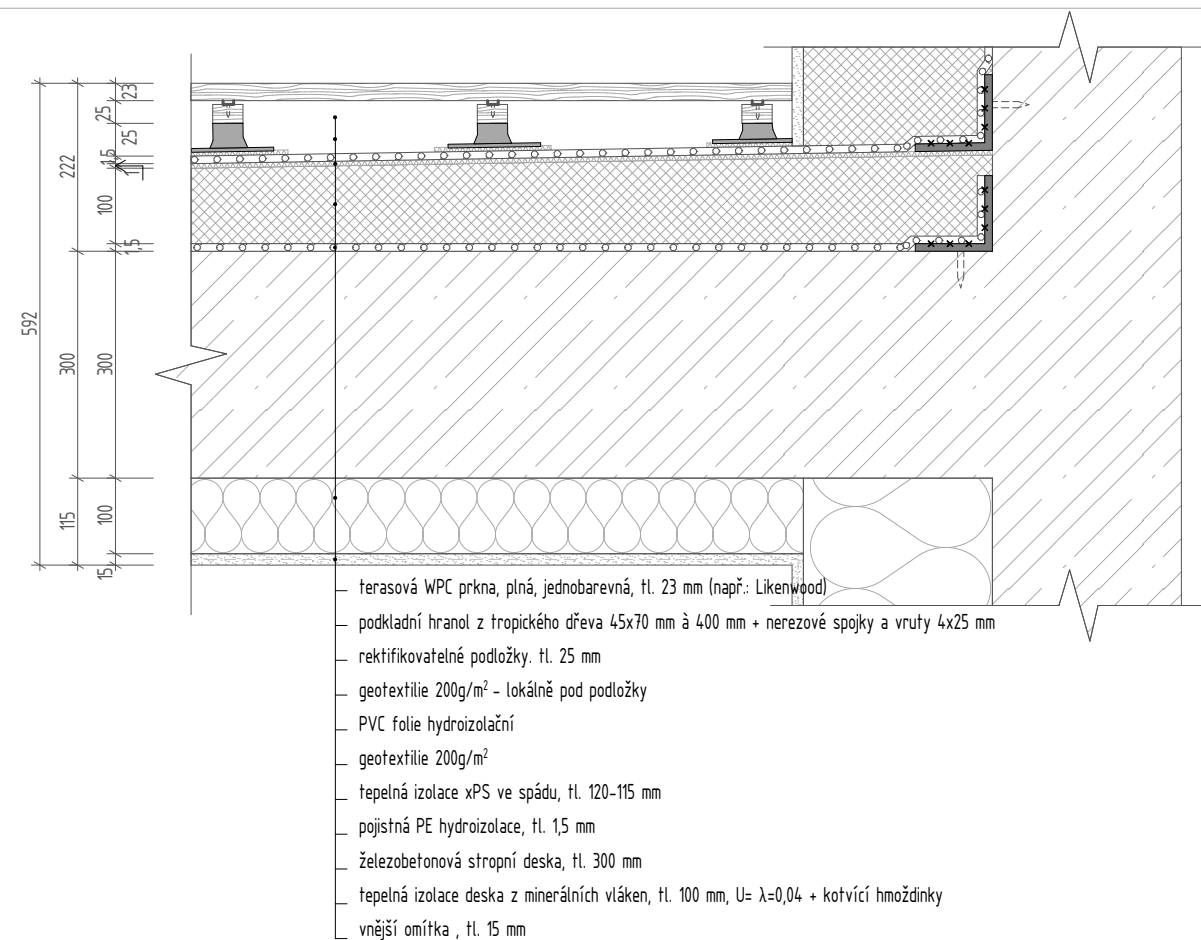 23
25
25
1,5
1
100
1,5
222
592
300
300
115
100
15
terasová WPC prkna, plná, jednobarevná, tl. 23 mm (např.: Likenwood)
podkladní hranol z tropického dřeva 45x70 mm à 400 mm + nerezové spojky a vruty 4x25 mm
rektifikovatelné podložky. tl. 25 mm
geotextilie 200g/m² - lokálně pod podložky
PVC folie hydroizolační
geotextilie 200g/m²
tepelná izolace xPS ve spádu, tl. 120-115 mm
pojistná PE hydroizolace, tl. 1,5 mm
železobetonová stropní deska, tl. 300 mm
tepelná izolace deska z minerálních vláken, tl. 100 mm, U= λ=0,04 + kotvící hmoždinky
vnější omítka , tl. 15 mm